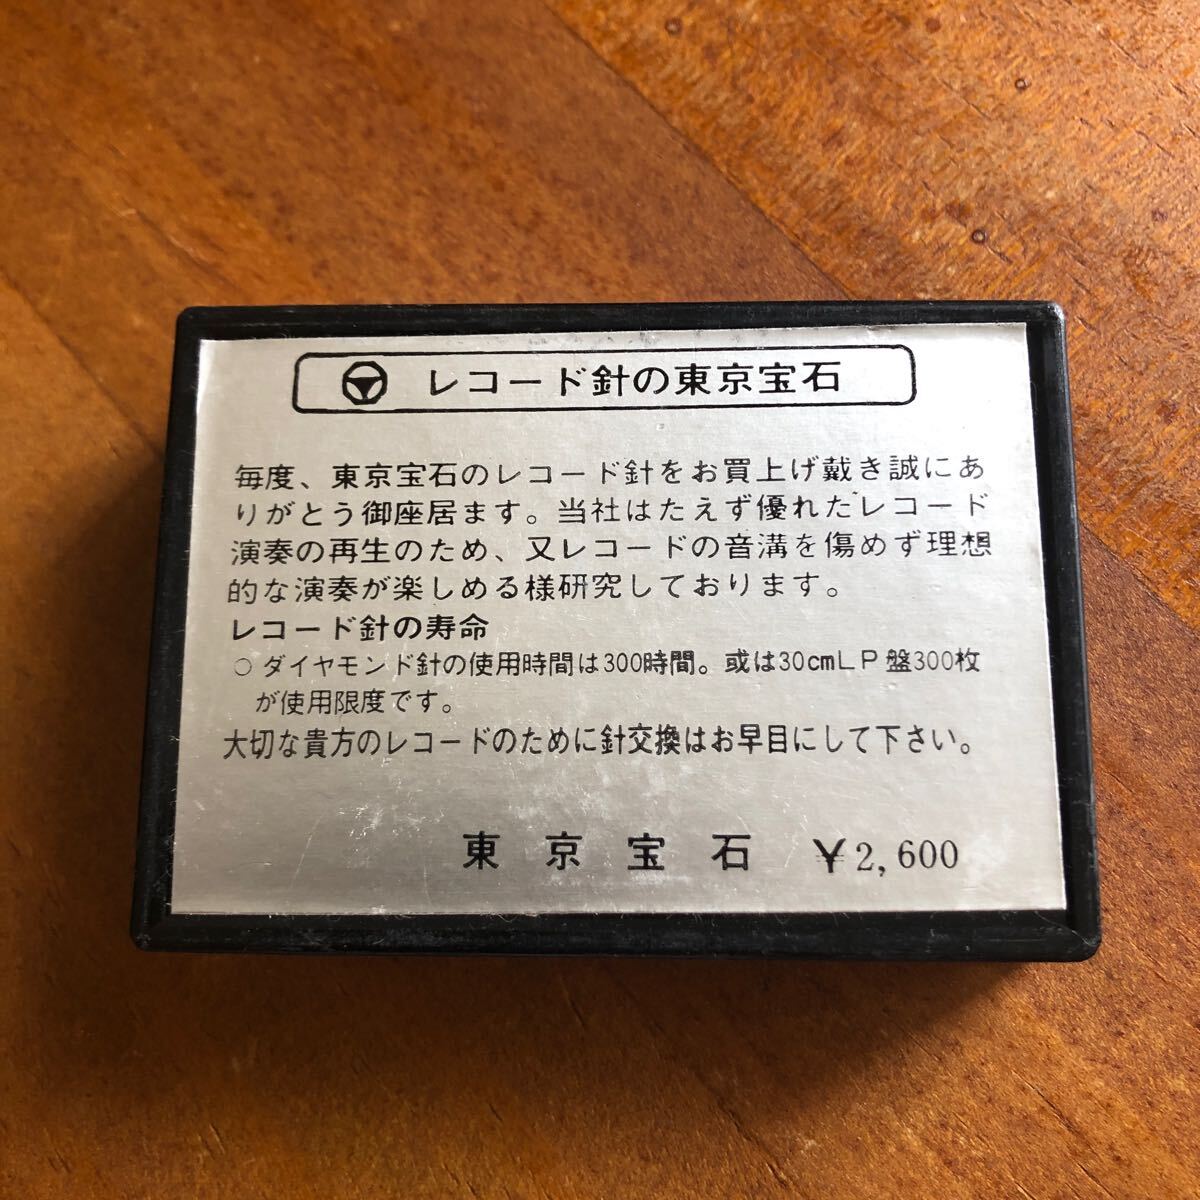 レコード針の東京宝石
毎度、東京宝石のレコード針をお買上げ戴き誠にあ
りがとう御座居ます。当社はたえず優れたレコード
演奏の再生のため、又レコードの音溝を傷めず理想
的な演奏が楽しめる様研究しております。
レコード針の寿命
○ダイヤモンド針の使用時間は300時間。或は30cmLP盤300枚
が使用限度です。
大切な貴方のレコードのために針交換はお早目にして下さい。
東京宝石 ¥2,600